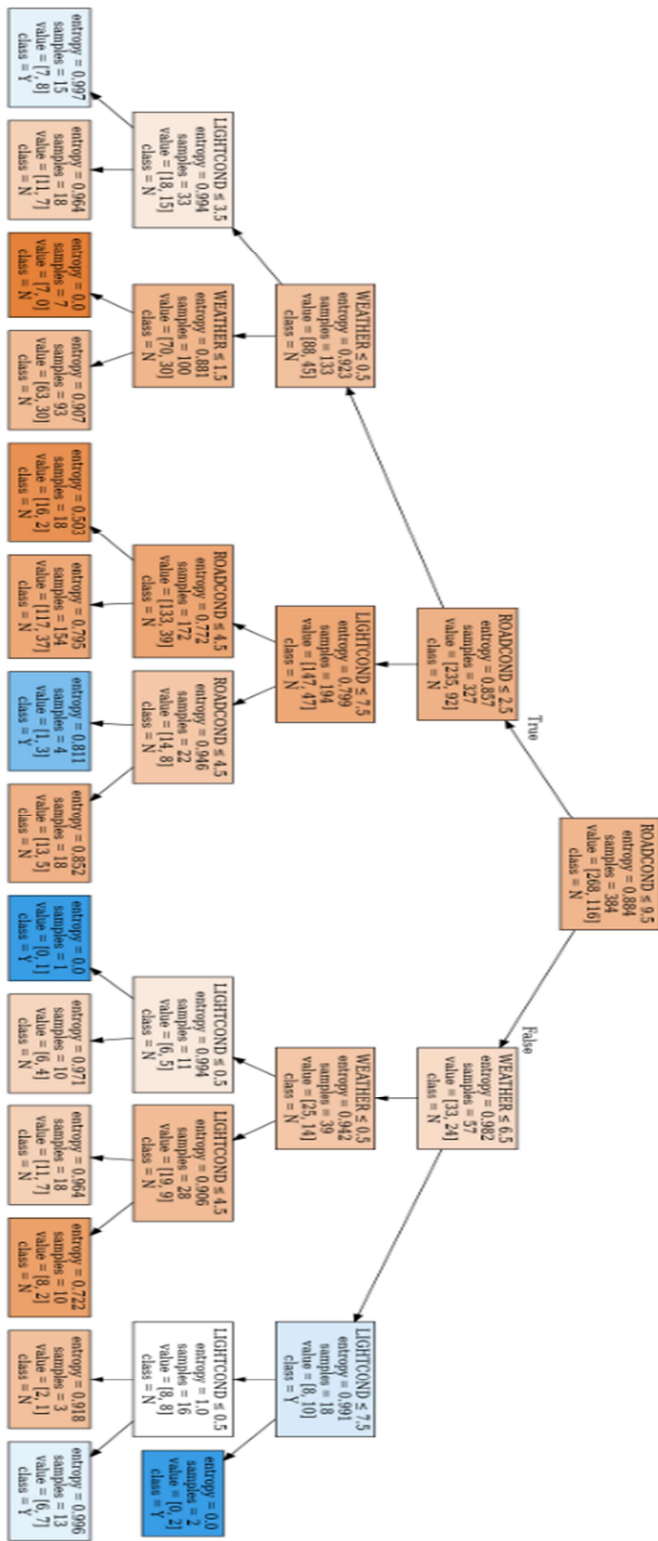 ROADCOND ≤ 9.5
entropy = 0.884
samples = 384
value = [268, 116]
class = N
True
False
ROADCOND ≤ 2.5
entropy = 0.857
samples = 327
value = [235, 92]
class = N
WEATHER ≤ 6.5
entropy = 0.982
samples = 57
value = [33, 24]
class = N
WEATHER ≤ 0.5
entropy = 0.923
samples = 133
value = [88, 45]
class = N
LIGHTCOND ≤ 7.5
entropy = 0.799
samples = 194
value = [147, 47]
class = N
WEATHER ≤ 0.5
entropy = 0.942
samples = 39
value = [25, 14]
class = N
LIGHTCOND ≤ 7.5
entropy = 0.991
samples = 18
value = [8, 10]
class = Y
LIGHTCOND ≤ 3.5
entropy = 0.994
samples = 33
value = [18, 15]
class = N
WEATHER ≤ 1.5
entropy = 0.881
samples = 100
value = [70, 30]
class = N
ROADCOND ≤ 4.5
entropy = 0.772
samples = 172
value = [133, 39]
class = N
ROADCOND ≤ 4.5
entropy = 0.946
samples = 22
value = [14, 8]
class = N
LIGHTCOND ≤ 0.5
entropy = 0.994
samples = 11
value = [6, 5]
class = N
LIGHTCOND ≤ 4.5
entropy = 0.906
samples = 28
value = [19, 9]
class = N
LIGHTCOND ≤ 0.5
entropy = 1.0
samples = 16
value = [8, 8]
class = N
entropy = 0.0
samples = 2
value = [0, 2]
class = Y
entropy = 0.997
samples = 15
value = [7, 8]
class = Y
entropy = 0.964
samples = 18
value = [11, 7]
class = N
entropy = 0.0
samples = 7
value = [7, 0]
class = N
entropy = 0.907
samples = 93
value = [63, 30]
class = N
entropy = 0.503
samples = 18
value = [16, 2]
class = N
entropy = 0.795
samples = 154
value = [117, 37]
class = N
entropy = 0.811
samples = 4
value = [1, 3]
class = Y
entropy = 0.852
samples = 18
value = [13, 5]
class = N
entropy = 0.0
samples = 1
value = [0, 1]
class = Y
entropy = 0.971
samples = 10
value = [6, 4]
class = N
entropy = 0.964
samples = 18
value = [11, 7]
class = N
entropy = 0.722
samples = 10
value = [8, 2]
class = N
entropy = 0.918
samples = 3
value = [2, 1]
class = N
entropy = 0.996
samples = 13
value = [6, 7]
class = Y